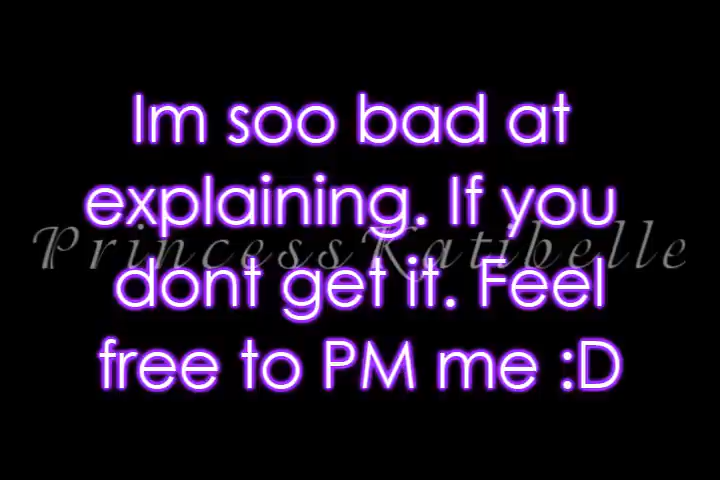 Im soo bad at
explaining. If you
PrincessKatibelle
dont get it. Feel
free to PM me :D